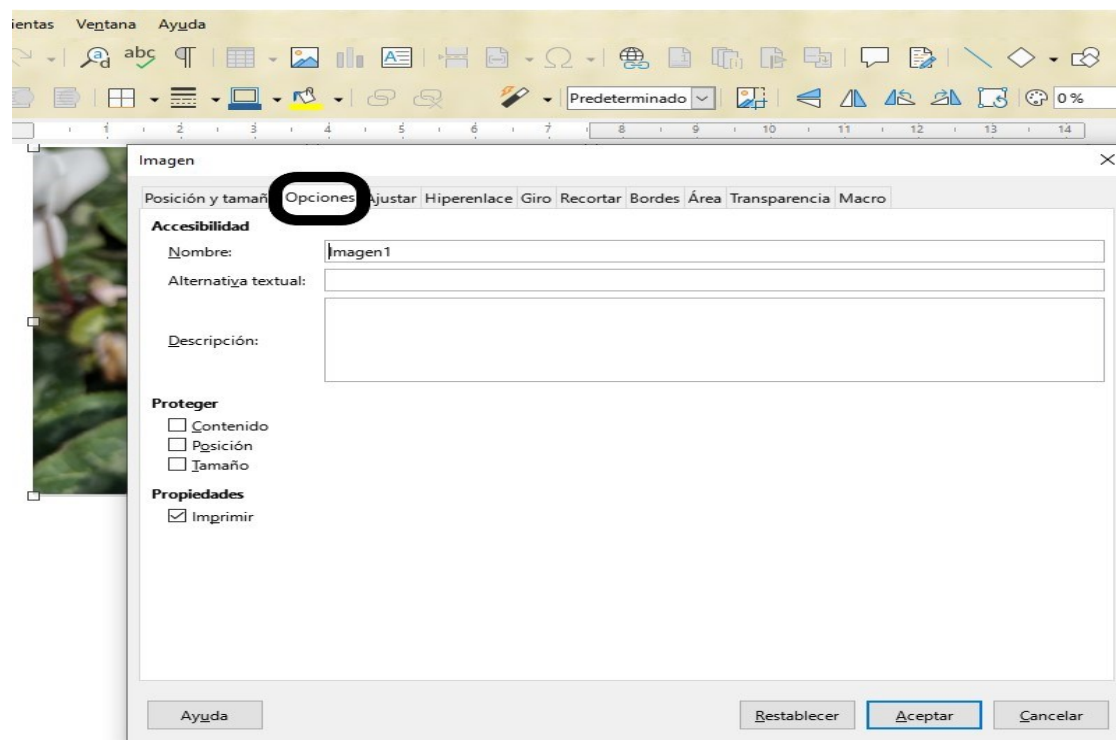 ientas Ventana Ayuda
Predeterminado 0 %
1 2 3 4 5 6 7 8 9 10 11 12 13 14
Imagen
Posición y tamañ Opciones Ajustar Hiperenlace Giro Recortar Bordes Área Transparencia Macro
Accesibilidad
Nombre: Imagen1
Alternativa textual:
Descripción:
Proteger
Contenido
Posición
Tamaño
Propiedades
Imprimir
Ayuda Restablecer Aceptar Cancelar